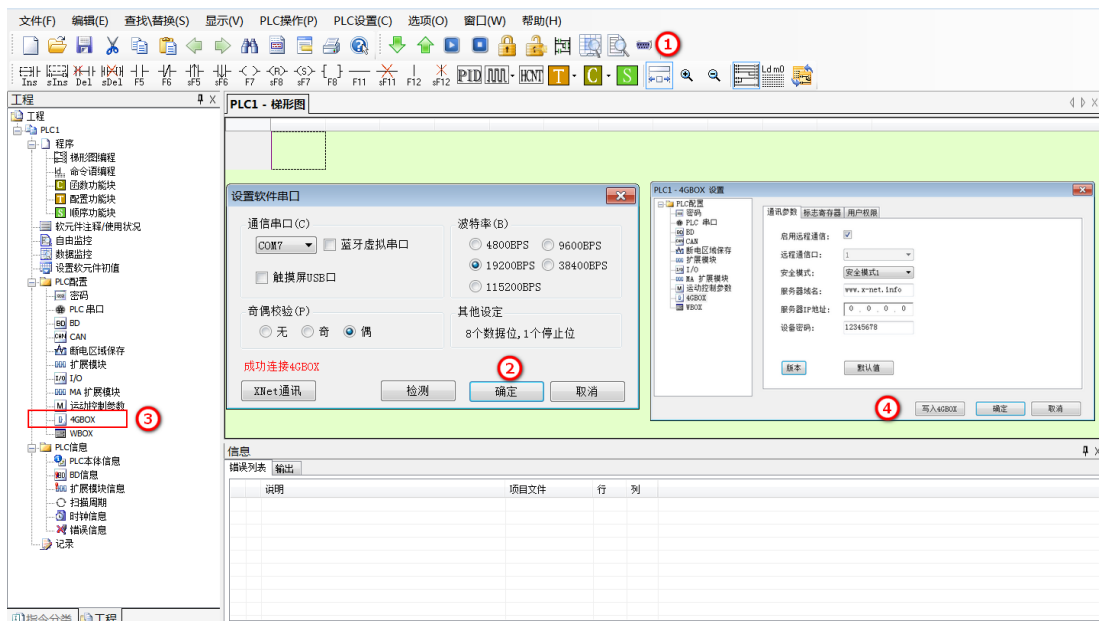 文件(F) 编辑(E) 查找\替换(S) 显示(V) PLC操作(P) PLC设置(C) 选项(O) 窗口(W) 帮助(H)
1
Ins sIns Del sDel F5 F6 sF5 sF6 F7 sF8 sF7 F8 F11 sF11 F12 sF12 PID HCNT T C S Ld m0
工程
工程
PLC1
程序
梯形图编程
命令语编程
函数功能块
配置功能块
顺序功能块
软元件注释/使用状况
自由监控
数据监控
设置软元件初值
PLC配置
密码
PLC 串口
BD
CAN
断电区域保存
扩展模块
I/O
MA 扩展模块
运动控制参数
4GBOX
3
WBOX
PLC信息
PLC本体信息
BD信息
扩展模块信息
扫描周期
时钟信息
错误信息
记录
指令分类 工程
PLC1 - 梯形图
设置软件串口
通信串口(C)
COM7 蓝牙虚拟串口
触摸屏USB口
波特率(B)
4800BPS 9600BPS
19200BPS 38400BPS
115200BPS
奇偶校验(P)
无 奇 偶
其他设定
8个数据位,1个停止位
成功连接4GBOX
2
XNet通讯 检测 确定 取消
PLC1 - 4GBOX 设置
PLC配置
密码
PLC 串口
BD
CAN
断电区域保存
扩展模块
I/O
MA 扩展模块
运动控制参数
4GBOX
WBOX
通讯参数 标志寄存器 用户权限
启用远程通信:
远程通信口: 1
安全模式: 安全模式1
服务器域名: www.x-net.info
服务器IP地址: 0 . 0 . 0 . 0
设备密码: 12345678
版本 默认值
4
写入4GBOX 确定 取消
信息
错误列表 输出
说明 项目文件 行 列